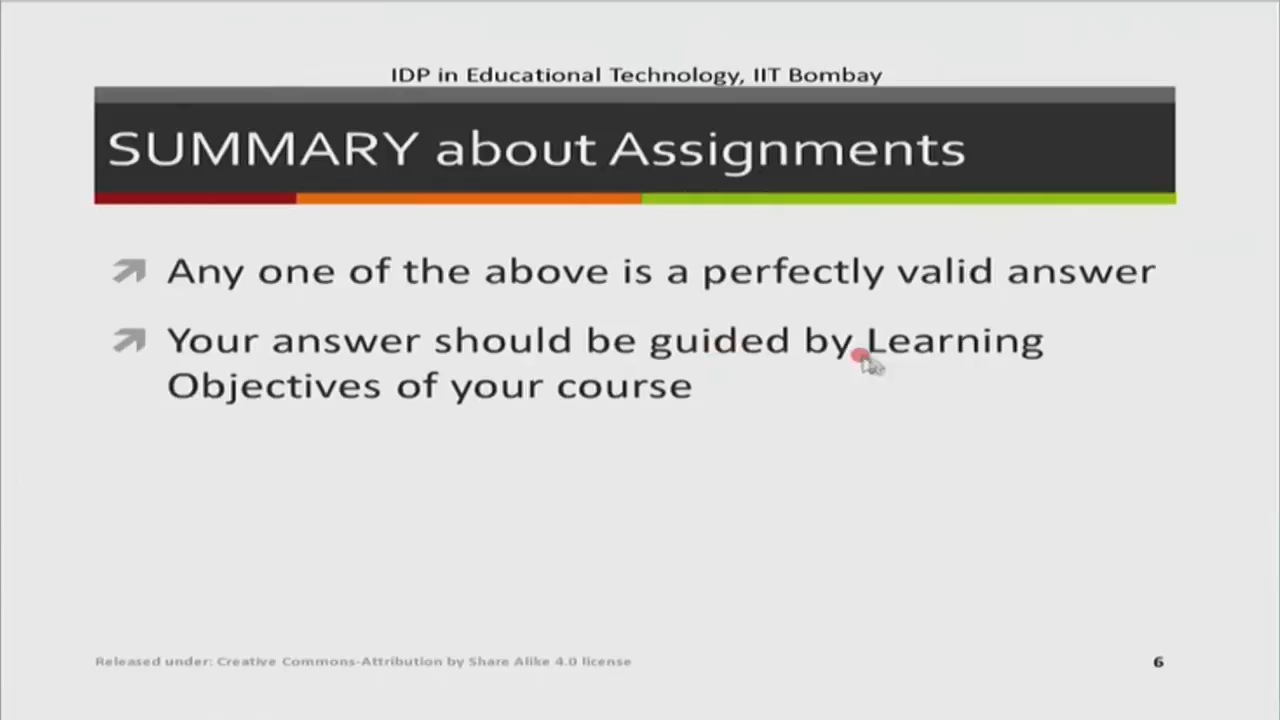 IDP in Educational Technology, IIT Bombay
SUMMARY about Assignments
Any one of the above is a perfectly valid answer
Your answer should be guided by Learning
Objectives of your course
Released under: Creative Commons-Attribution by Share Alike 4.0 license
6